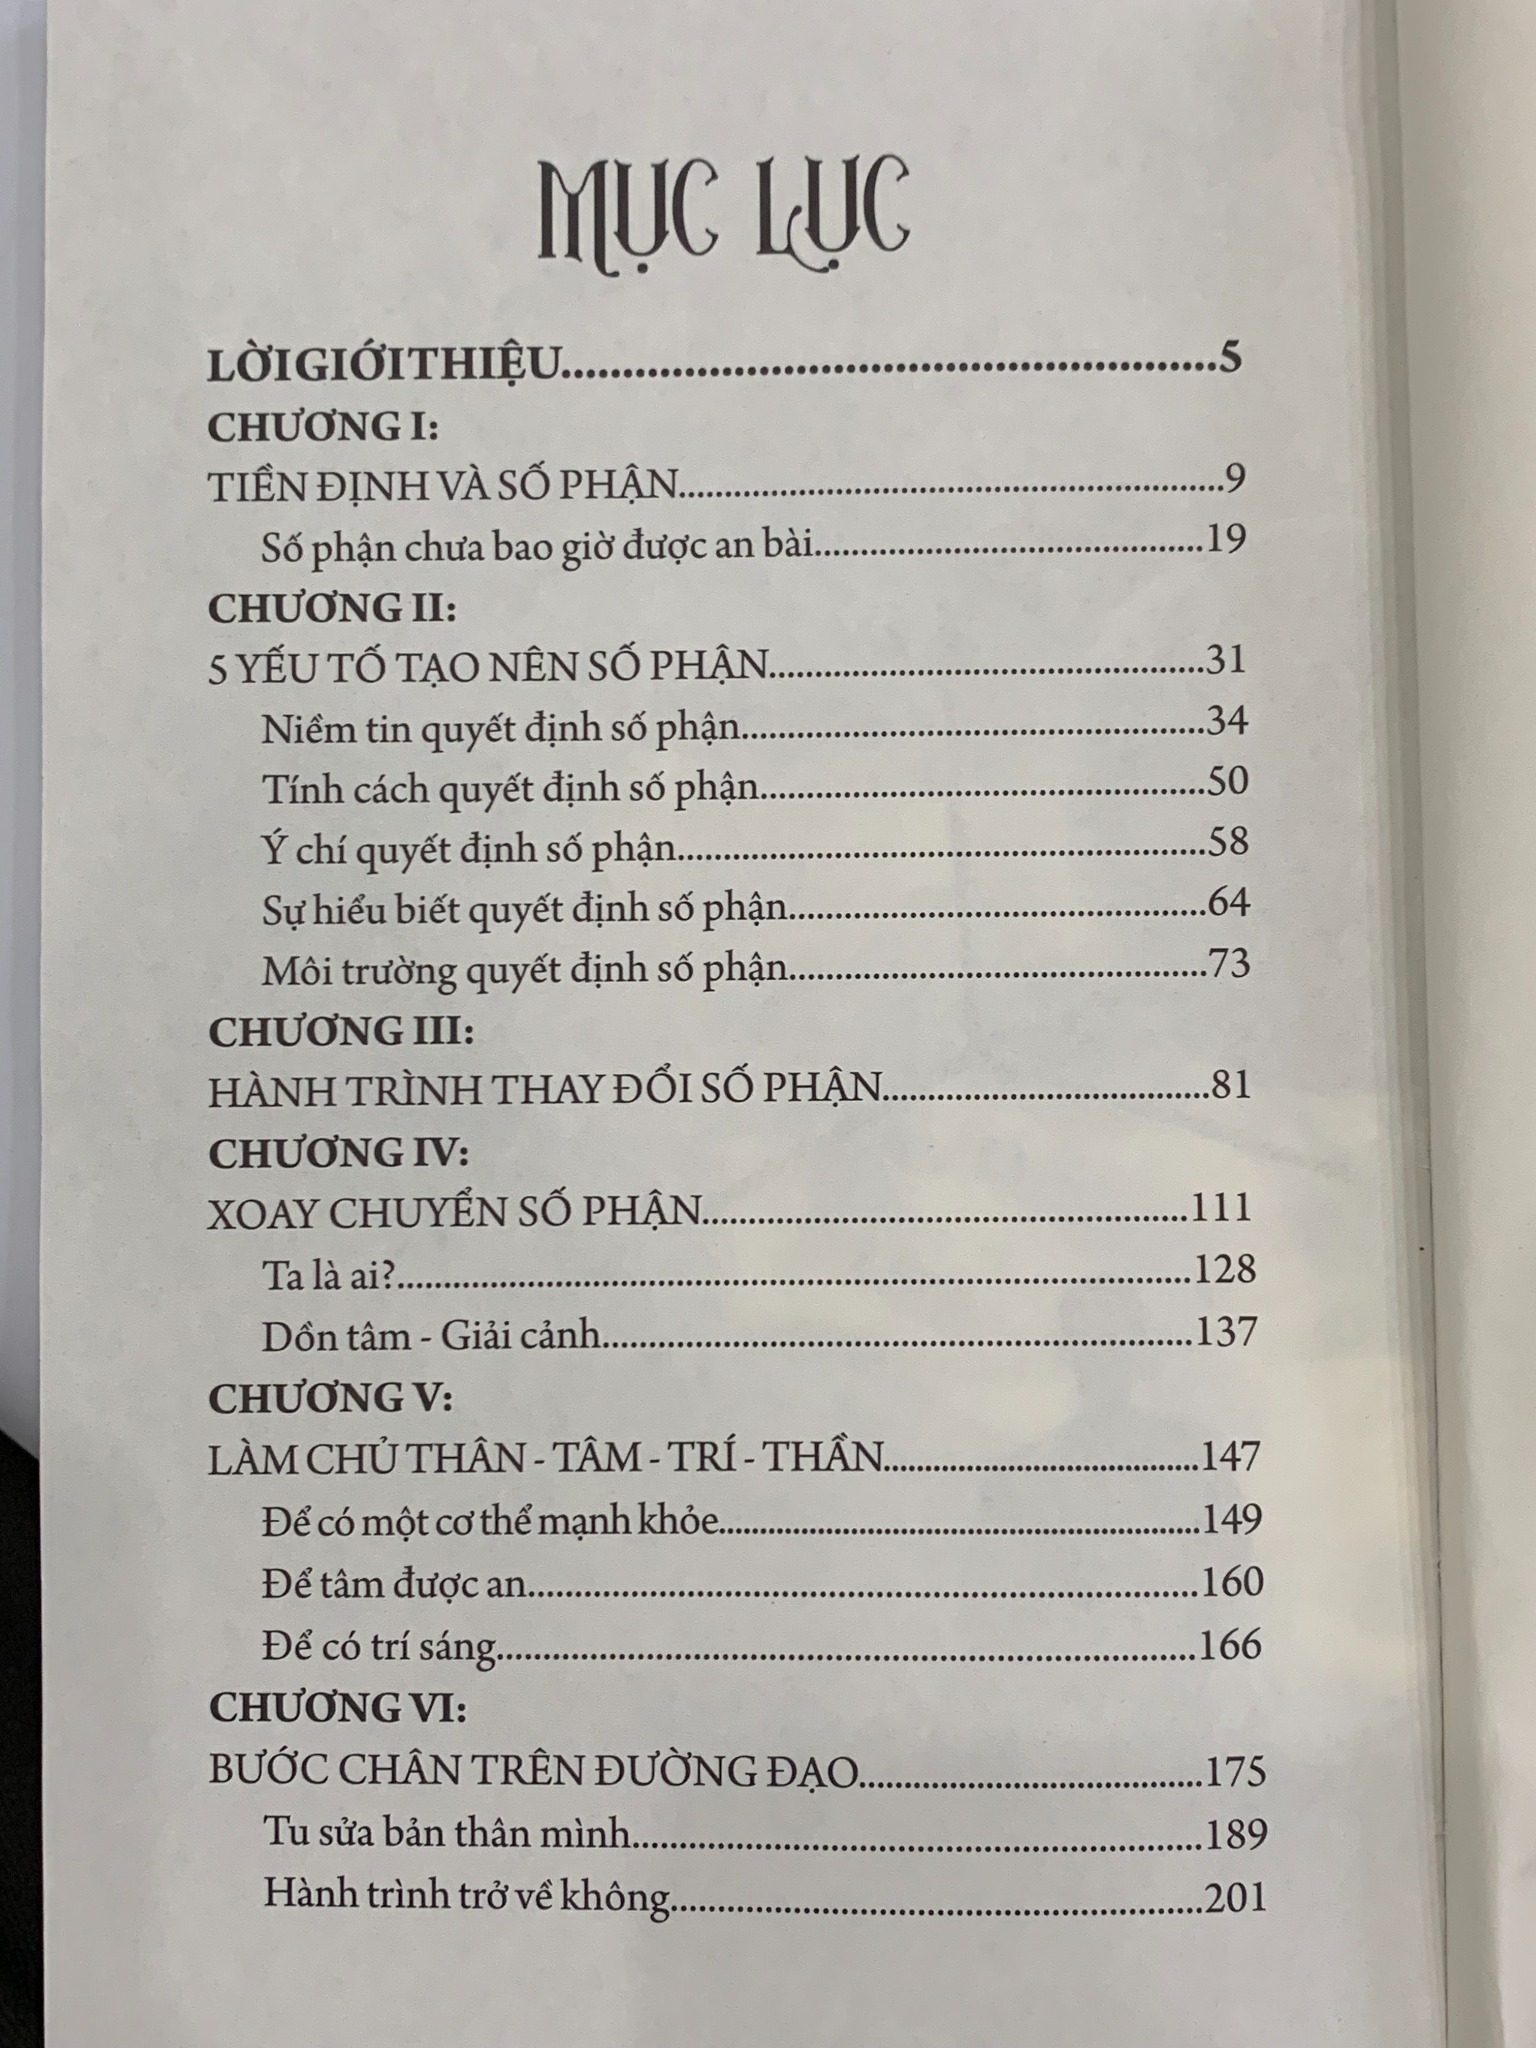 MỤC LỤC
LỜI GIỚI THIỆU..................................................5
CHƯƠNG I:
TIỀN ĐỊNH VÀ SỐ PHẬN..................................................9
Số phận chưa bao giờ được an bài........................................19
CHƯƠNG II:
5 YẾU TỐ TẠO NÊN SỐ PHẬN........................................31
Niềm tin quyết định số phận........................................34
Tính cách quyết định số phận........................................50
Ý chí quyết định số phận..................................................58
Sự hiểu biết quyết định số phận........................................64
Môi trường quyết định số phận........................................73
CHƯƠNG III:
HÀNH TRÌNH THAY ĐỔI SỐ PHẬN..............................81
CHƯƠNG IV:
XOAY CHUYỂN SỐ PHẬN........................................111
Ta là ai?............................................................128
Dồn tâm - Giải cảnh..................................................137
CHƯƠNG V:
LÀM CHỦ THÂN - TÂM - TRÍ - THẦN..............................147
Để có một cơ thể mạnh khỏe........................................149
Để tâm được an..................................................160
Để có trí sáng..................................................166
CHƯƠNG VI:
BƯỚC CHÂN TRÊN ĐƯỜNG ĐẠO..............................175
Tu sửa bản thân mình..................................................189
Hành trình trở về không..................................................201